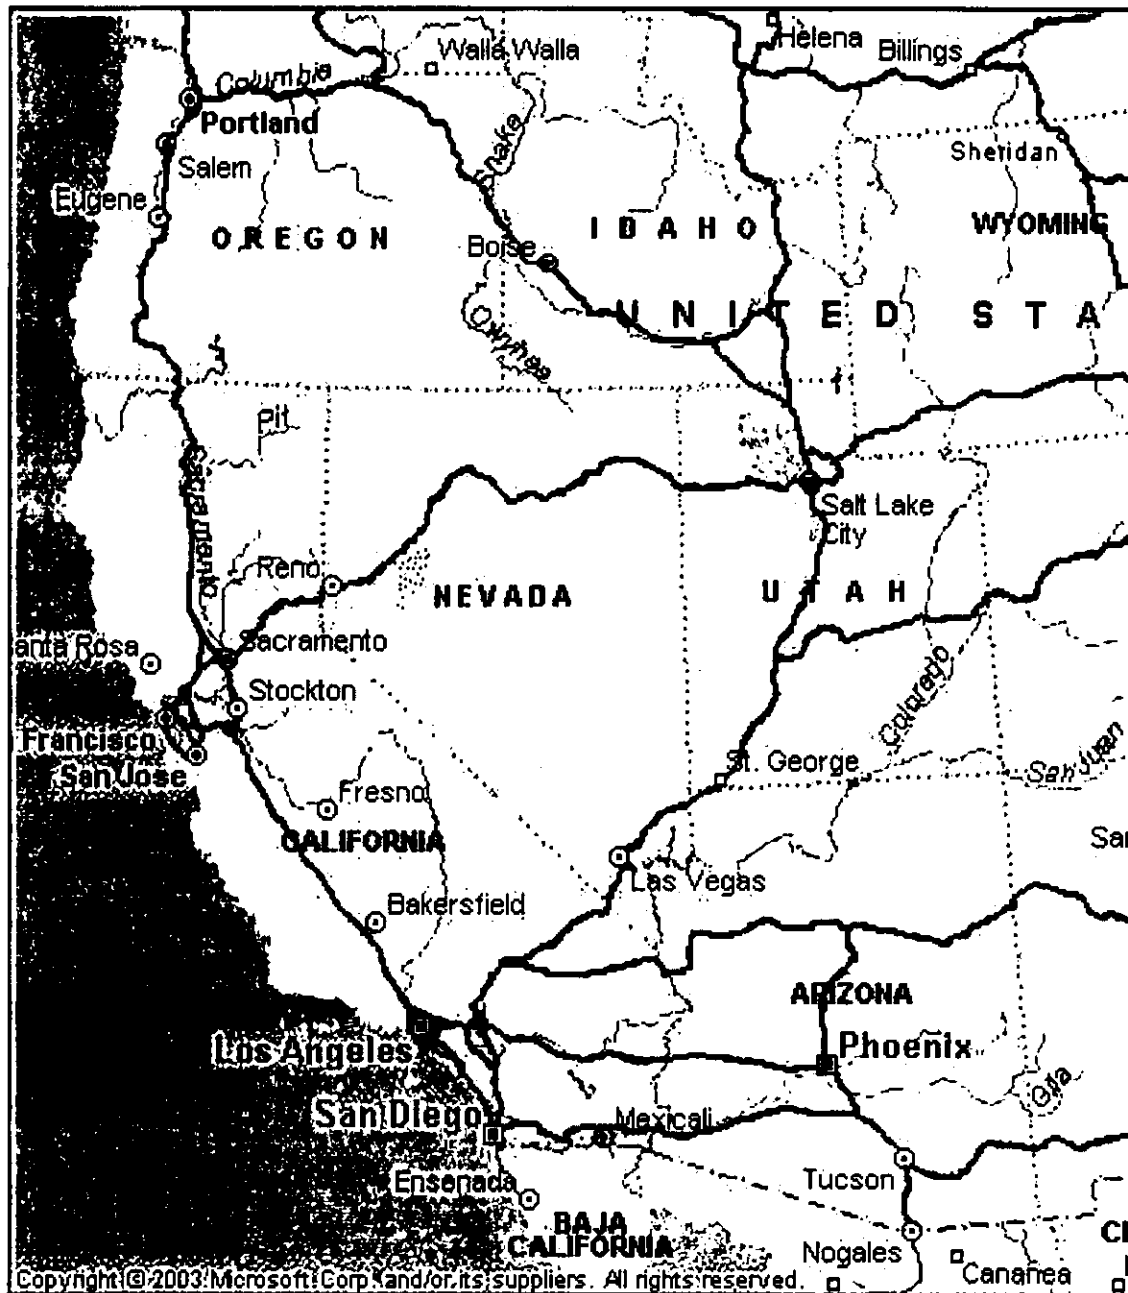 Walla Walla
Helena
Billings
Columbia
Portland
Salem
Snake
Sheridan
Eugene
OREGON
IDAHO
WYOMING
Boise
UNITED STA
Owyhee
Pit
Sacramento
Salt Lake
City
Reno
NEVADA
UTAH
anta Rosa
Sacramento
Stockton
Colorado
Francisco
San Jose
St. George
San Juan
Fresno
CALIFORNIA
Sar
Las Vegas
Bakersfield
ARIZONA
Los Angeles
Phoenix
Gila
San Diego
Mexicali
Ensenada
Tucson
BAJA
CALIFORNIA
Nogales
Cananea
Copyright © 2003 Microsoft Corp. and/or its suppliers. All rights reserved.